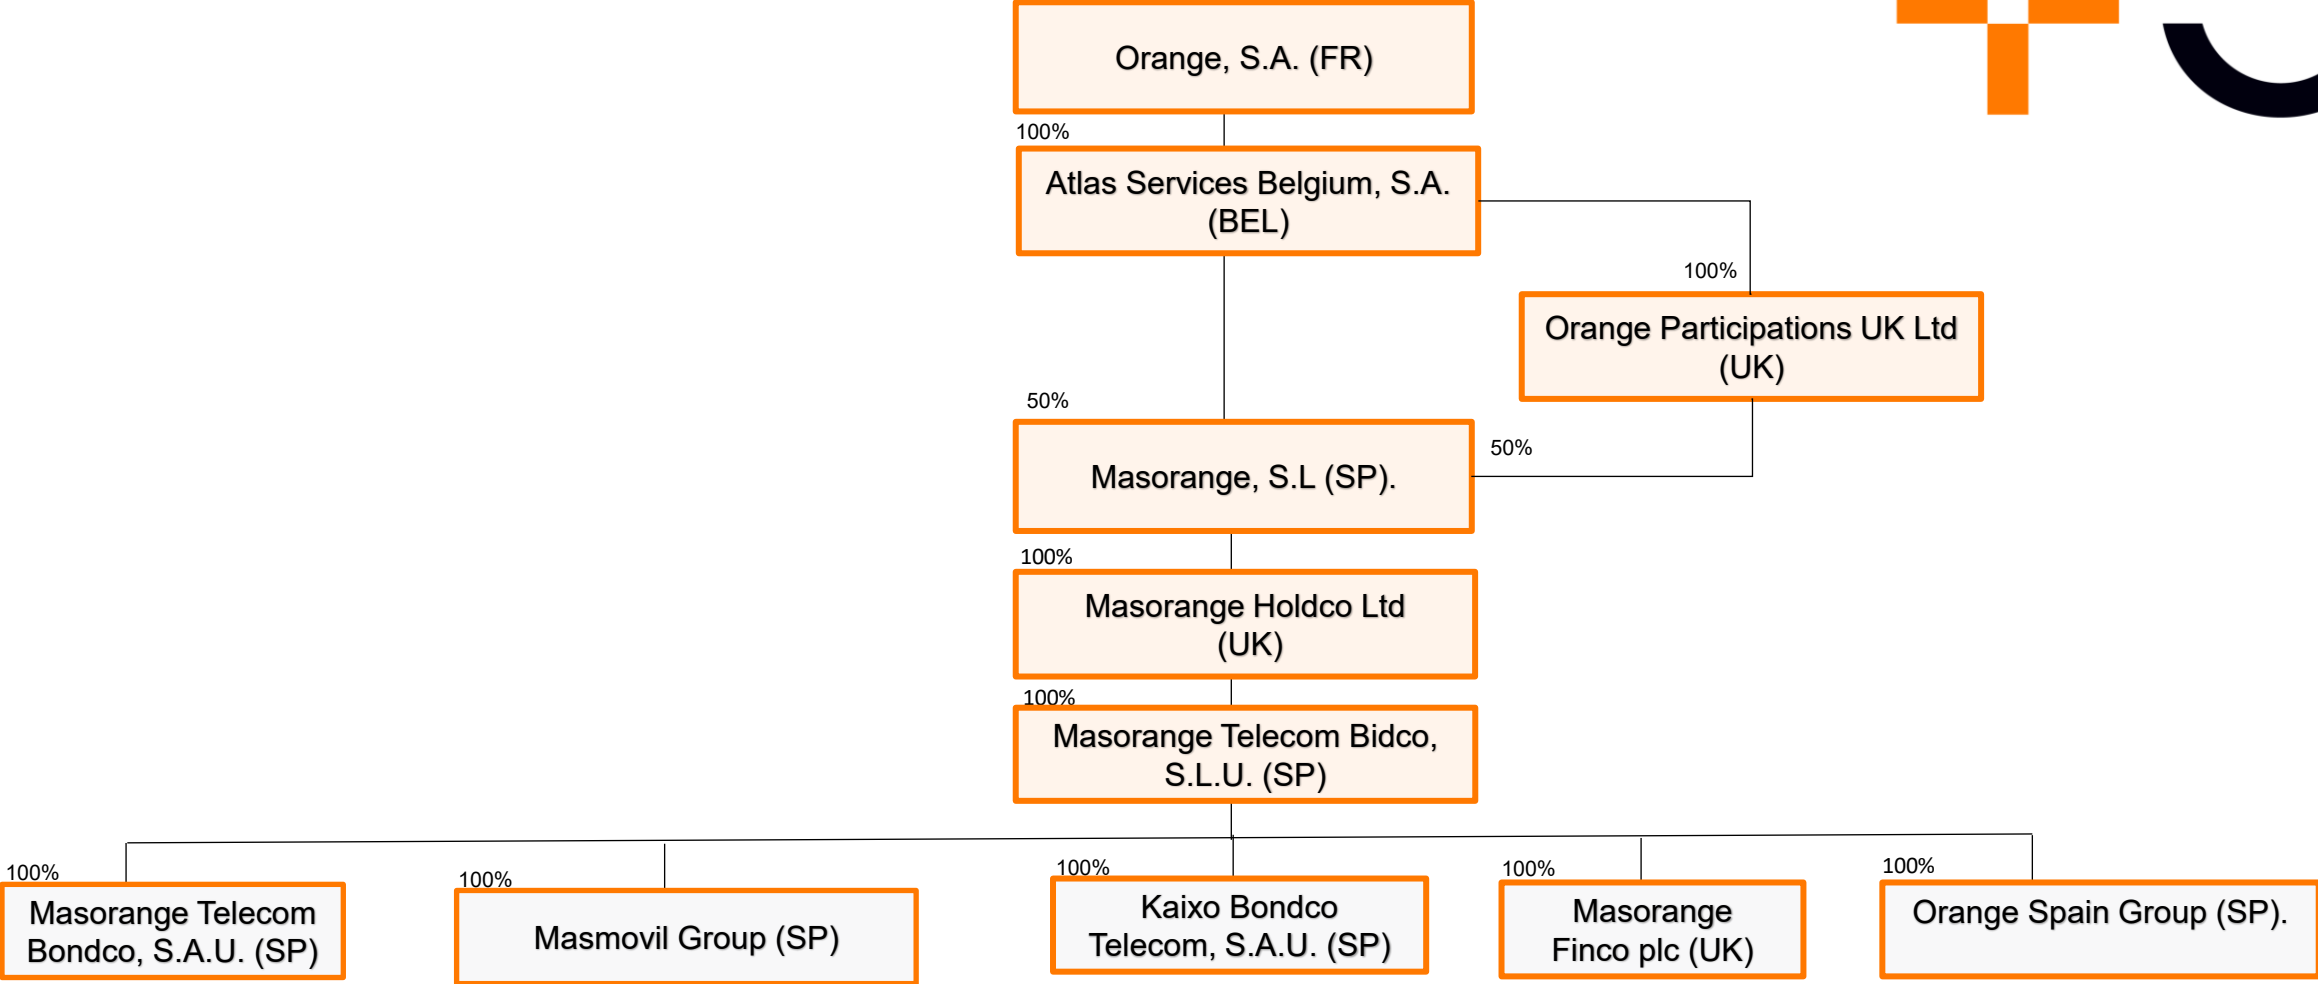 Orange, S.A. (FR)
100%
Atlas Services Belgium, S.A.
(BEL)
100%
Orange Participations UK Ltd
(UK)
50%
50%
Masorange, S.L (SP).
100%
Masorange Holdco Ltd
(UK)
100%
Masorange Telecom Bidco,
S.L.U. (SP)
100%
Masorange Telecom
Bondco, S.A.U. (SP)
100%
Masmovil Group (SP)
100%
Kaixo Bondco
Telecom, S.A.U. (SP)
100%
Masorange
Finco plc (UK)
100%
Orange Spain Group (SP).